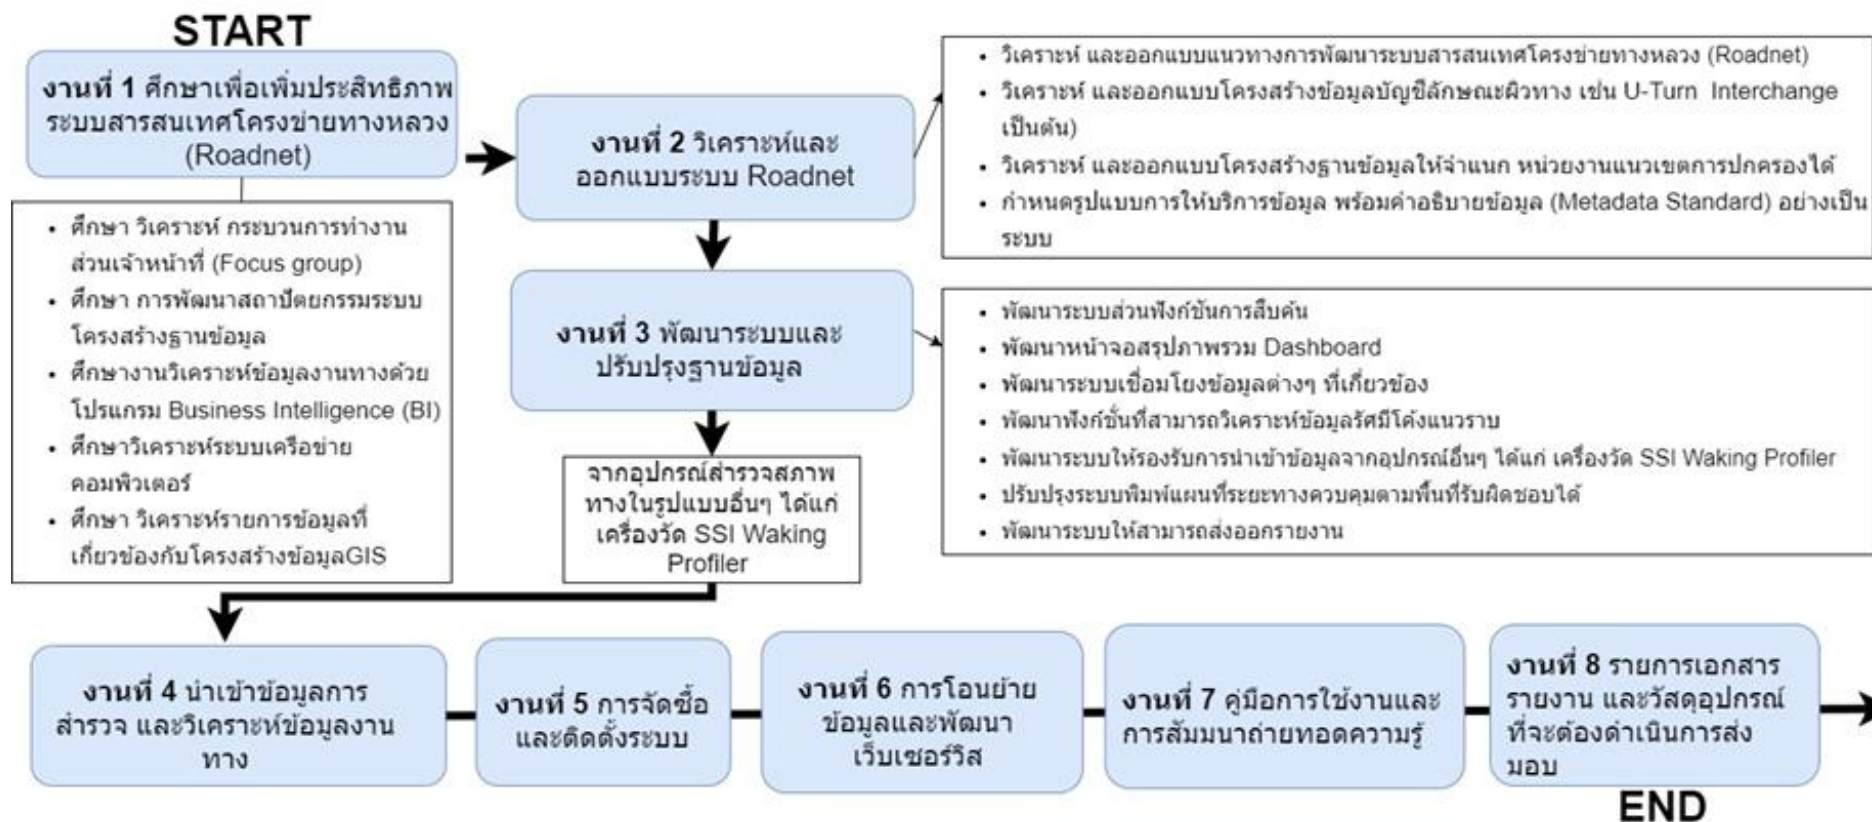 START
งานที่ 1 ศึกษาเพื่อเพิ่มประสิทธิภาพ
ระบบสารสนเทศโครงข่ายทางหลวง
(Roadnet)
• ศึกษา วิเคราะห์ กระบวนการทำงาน
ส่วนเจ้าหน้าที่ (Focus group)
• ศึกษา การพัฒนาสถาปัตยกรรมระบบ
โครงสร้างฐานข้อมูล
• ศึกษางานวิเคราะห์ข้อมูลงานทางด้วย
โปรแกรม Business Intelligence (BI)
• ศึกษาวิเคราะห์ระบบเครือข่าย
คอมพิวเตอร์
• ศึกษา วิเคราะห์รายการข้อมูลที่
เกี่ยวข้องกับโครงสร้างข้อมูลGIS
งานที่ 2 วิเคราะห์และ
ออกแบบระบบ Roadnet
• วิเคราะห์ และออกแบบแนวทางการพัฒนาระบบสารสนเทศโครงข่ายทางหลวง (Roadnet)
• วิเคราะห์ และออกแบบโครงสร้างข้อมูลบัญชีลักษณะผิวทาง เช่น U-Turn Interchange
เป็นต้น)
• วิเคราะห์ และออกแบบโครงสร้างฐานข้อมูลให้จำแนก หน่วยงานแนวเขตการปกครองได้
• กำหนดรูปแบบการให้บริการข้อมูล พร้อมคำอธิบายข้อมูล (Metadata Standard) อย่างเป็น
ระบบ
งานที่ 3 พัฒนาระบบและ
ปรับปรุงฐานข้อมูล
• พัฒนาระบบส่วนฟังก์ชันการสืบค้น
• พัฒนาหน้าจอสรุปภาพรวม Dashboard
• พัฒนาระบบเชื่อมโยงข้อมูลต่างๆ ที่เกี่ยวข้อง
• พัฒนาฟังก์ชั่นที่สามารถวิเคราะห์ข้อมูลรัศมีโค้งแนวราบ
• พัฒนาระบบให้รองรับการนำเข้าข้อมูลจากอุปกรณ์อื่นๆ ได้แก่ เครื่องวัด SSI Waking Profiler
• ปรับปรุงระบบพิมพ์แผนที่ระยะทางควบคุมตามพื้นที่รับผิดชอบได้
• พัฒนาระบบให้สามารถส่งออกรายงาน
จากอุปกรณ์สำรวจสภาพ
ทางในรูปแบบอื่นๆ ได้แก่
เครื่องวัด SSI Waking
Profiler
งานที่ 4 นำเข้าข้อมูลการ
สำรวจ และวิเคราะห์ข้อมูลงาน
ทาง
งานที่ 5 การจัดซื้อ
และติดตั้งระบบ
งานที่ 6 การโอนย้าย
ข้อมูลและพัฒนา
เว็บเซอร์วิส
งานที่ 7 คู่มือการใช้งานและ
การสัมมนาถ่ายทอดความรู้
งานที่ 8 รายการเอกสาร
รายงาน และวัสดุอุปกรณ์
ที่จะต้องดำเนินการส่ง
มอบ
END